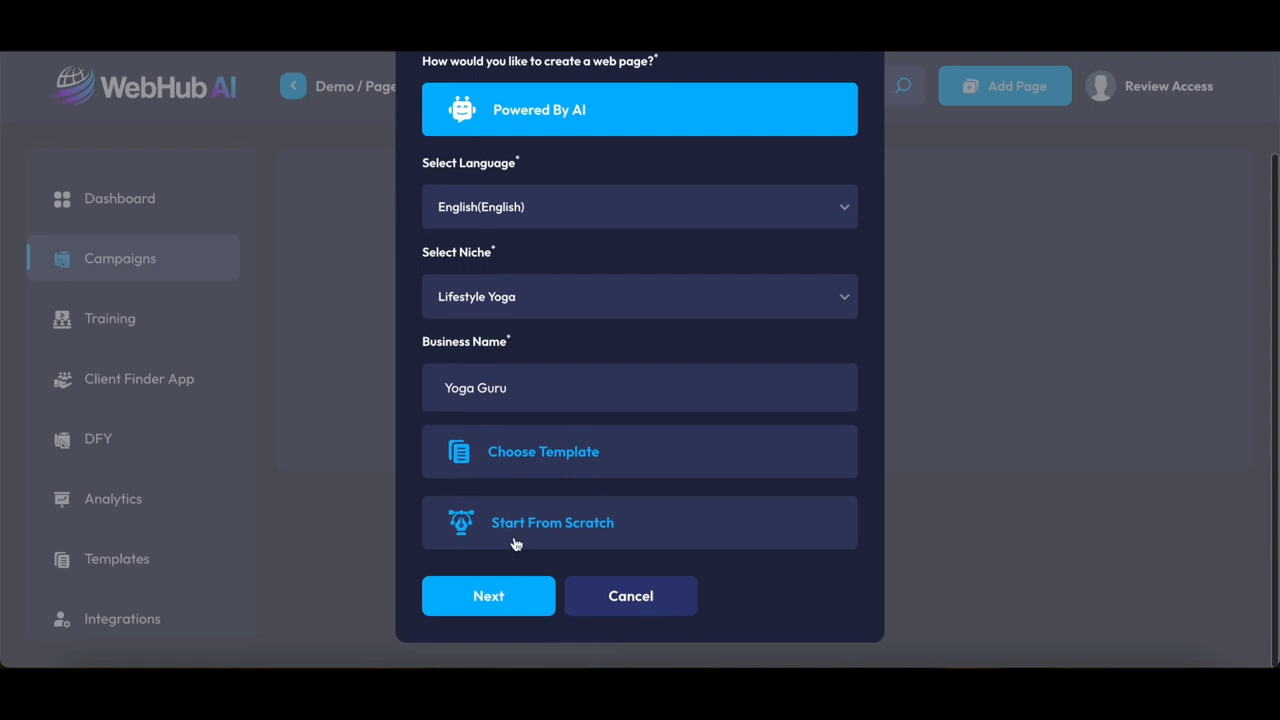 How would you like to create a web page?*
WebHub AI
Demo / Page
Add Page
Review Access
Powered By AI
Select Language*
Dashboard
English(English)
Select Niche*
Campaigns
Lifestyle Yoga
Training
Business Name*
Client Finder App
Yoga Guru
DFY
Choose Template
Analytics
Start From Scratch
Templates
Next
Cancel
Integrations